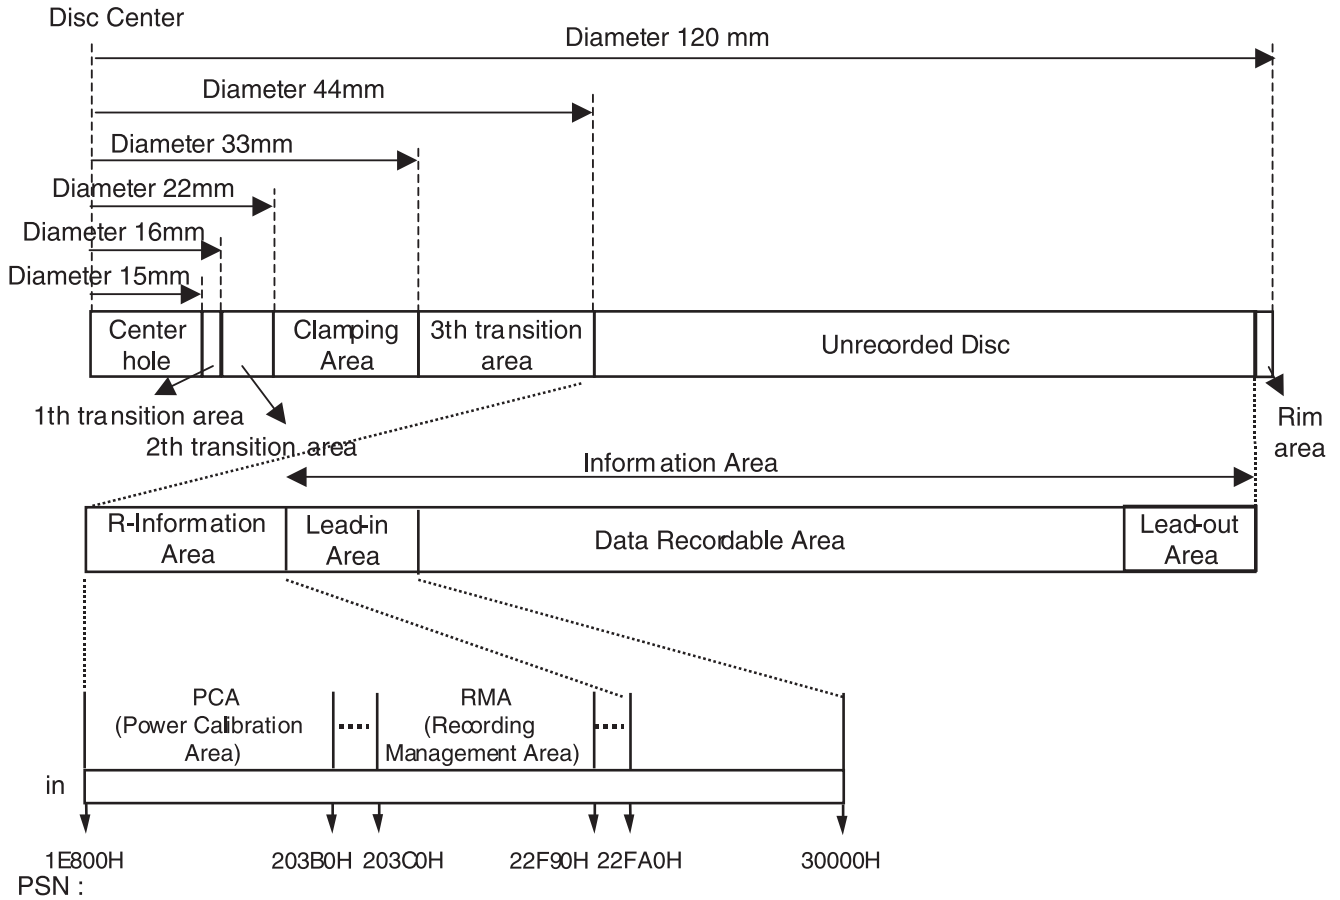 Disc Center
Diameter 120 mm
Diameter 44mm
Diameter 33mm
Diameter 22mm
Diameter 16mm
Diameter 15mm
Center
hole
Clamping
Area
3th transition
area
Unrecorded Disc
1th transition area
2th transition area
Rim
area
Information Area
R-Information
Area
Lead-in
Area
Data Recordable Area
Lead-out
Area
PCA
(Power Calibration
Area)
RMA
(Recording
Management Area)
in
1E800H
203B0H
203C0H
22F90H
22FA0H
30000H
PSN :